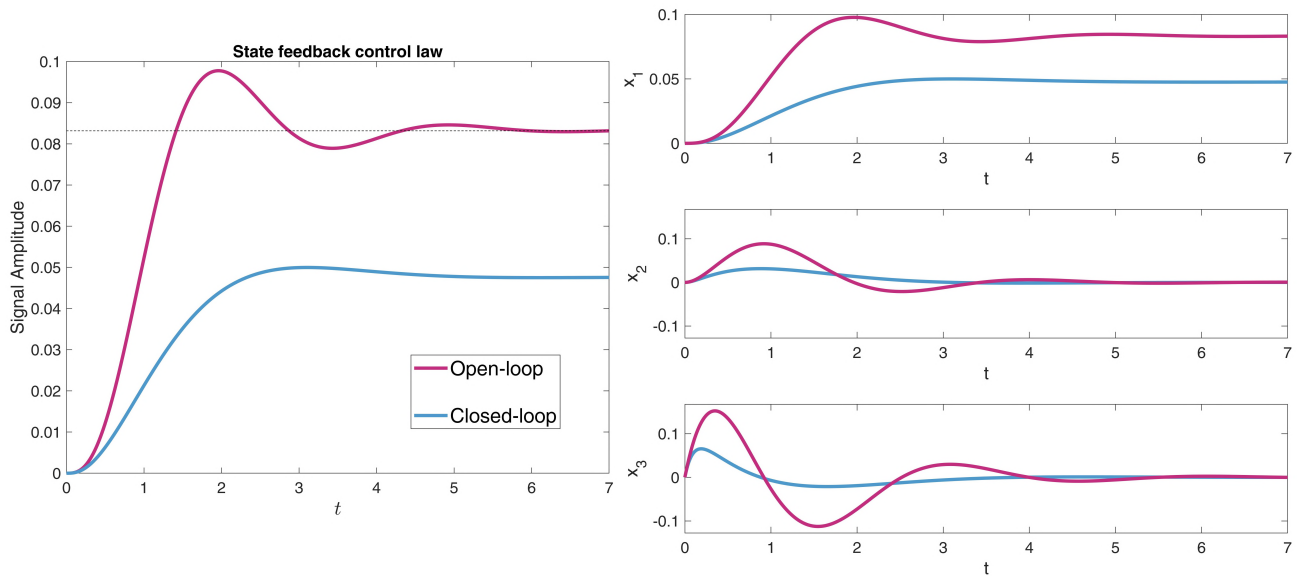 State feedback control law
0.1
0.09
0.08
0.07
0.06
0.05
0.04
0.03
0.02
0.01
0
Signal Amplitude
Open-loop
Closed-loop
0 1 2 3 4 5 6 7
t
0.1
0.05
0
x1
0 1 2 3 4 5 6 7
t
0.1
0
-0.1
x2
0 1 2 3 4 5 6 7
t
0.1
0
-0.1
x3
0 1 2 3 4 5 6 7
t